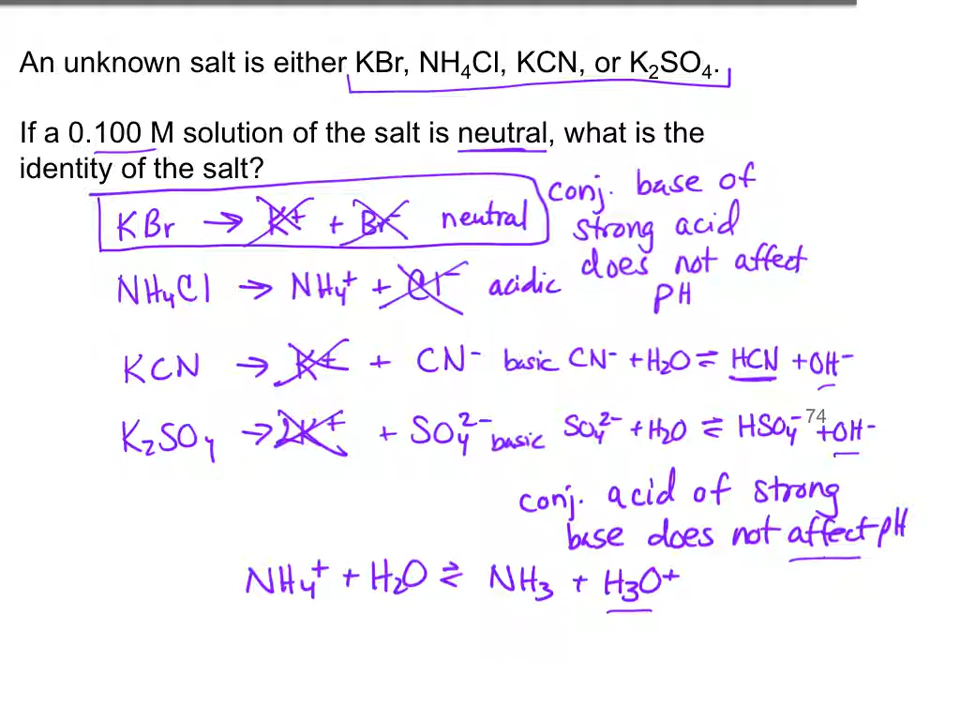 An unknown salt is either KBr, NH₄Cl, KCN, or K₂SO₄.
If a 0.100 M solution of the salt is neutral, what is the
identity of the salt?
KBr → K+ + Br- neutral
conj. base of
strong acid
does not affect
pH
NH₄Cl → NH₄⁺ + Cl⁻ acidic
KCN → K+ + CN⁻ basic CN⁻ + H₂O ⇌ HCN + OH⁻
K₂SO₄ → 2K+ + SO₄²⁻ basic SO₄²⁻ + H₂O ⇌ HSO₄⁻ + OH⁻
74
conj. acid of strong
base does not affect pH
NH₄⁺ + H₂O ⇌ NH₃ + H₃O⁺